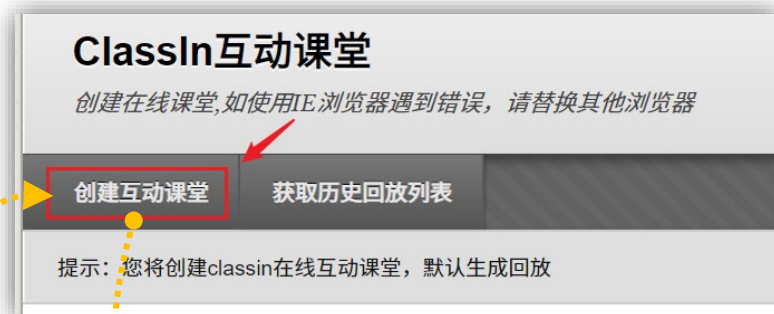 ClassIn互动课堂
创建在线课堂,如使用IE浏览器遇到错误，请替换其他浏览器
创建互动课堂 获取历史回放列表
提示：您将创建classin在线互动课堂，默认生成回放